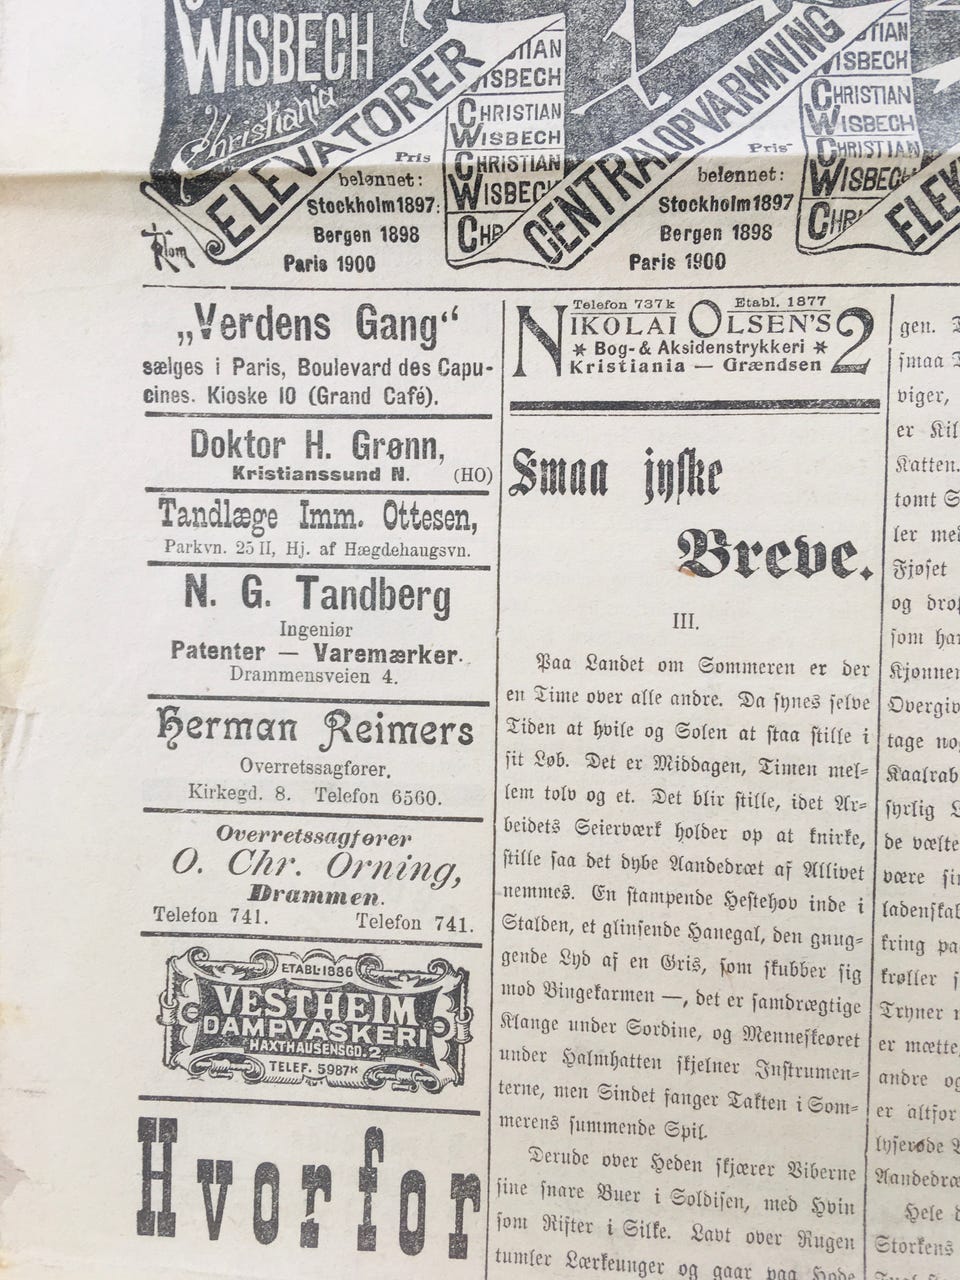 WISBECH
Christiania
ELEVATORER
Pris
belønnet:
Stockholm 1897:
Bergen 1898
Paris 1900
WISBECH
CHRISTIAN
WISBECH
CHRISTIAN
WISBECH
CENTRALOPVARMNING
Pris
belønnet:
Stockholm 1897
Bergen 1898
Paris 1900
WISBECH
CHRISTIAN
WISBECH
CHRISTIAN
WISBECH
„Verdens Gang“
sælges i Paris, Boulevard des Capu-
cines. Kioske 10 (Grand Café).
Doktor H. Grønn,
Kristianssund N. (HO)
Tandlæge Imm. Ottesen,
Parkvn. 25 II, Hj. af Hægdehaugsvn.
N. G. Tandberg
Ingeniør
Patenter — Varemærker.
Drammensveien 4.
Herman Reimers
Overretssagfører.
Kirkegd. 8. Telefon 6560.
Overretssagfører
O. Chr. Orning,
Drammen.
Telefon 741. Telefon 741.
ETABL. 1886
VESTHEIM
DAMPVASKERI
HAXTHAUSENSGD. 2
TELEF. 5987K
Hvorfor
Telefon 737k Etabl. 1877
NIKOLAI OLSEN'S 2
Bog- & Aksidenstrykkeri
Kristiania — Grændsen
Smaa jyske
Breve.
III.
Paa Landet om Sommeren er der
en Time over alle andre. Da synes selve
Tiden at hvile og Solen at staa stille i
sit Løb. Det er Middagen, Timen mel-
lem tolv og et. Det blir stille, idet Ar-
beidets Seierværk holder op at knirke,
stille saa det dybe Aandedræt af Allivet
nemmes. En stampende Hestehov inde i
Stalden, et glinsende Hanegal, den gnug-
gende Lyd af en Gris, som skubber sig
mod Bingekarmen —, det er samdrægtige
Klange under Sordine, og Menneskeøret
under Halmhatten skjelner Instrumen-
terne, men Sindet fanger Takten i Som-
merens summende Spil.
Derude over Heden skjærer Viberne
sine snare Buer i Soldisen, med Hvin
som Rifter i Silke. Lavt over Rugen
tumler Lærkeunger og gaar paa Hode
gen.
smaa
viger,
er
Katten.
tomt
ler
Fjøset
og
som
Kjønnen
tage
syrlig
de vælte
være
kring
krøller
Tryner
er mætte,
andre og
er altfor
lyserøde
Hele
Storkens